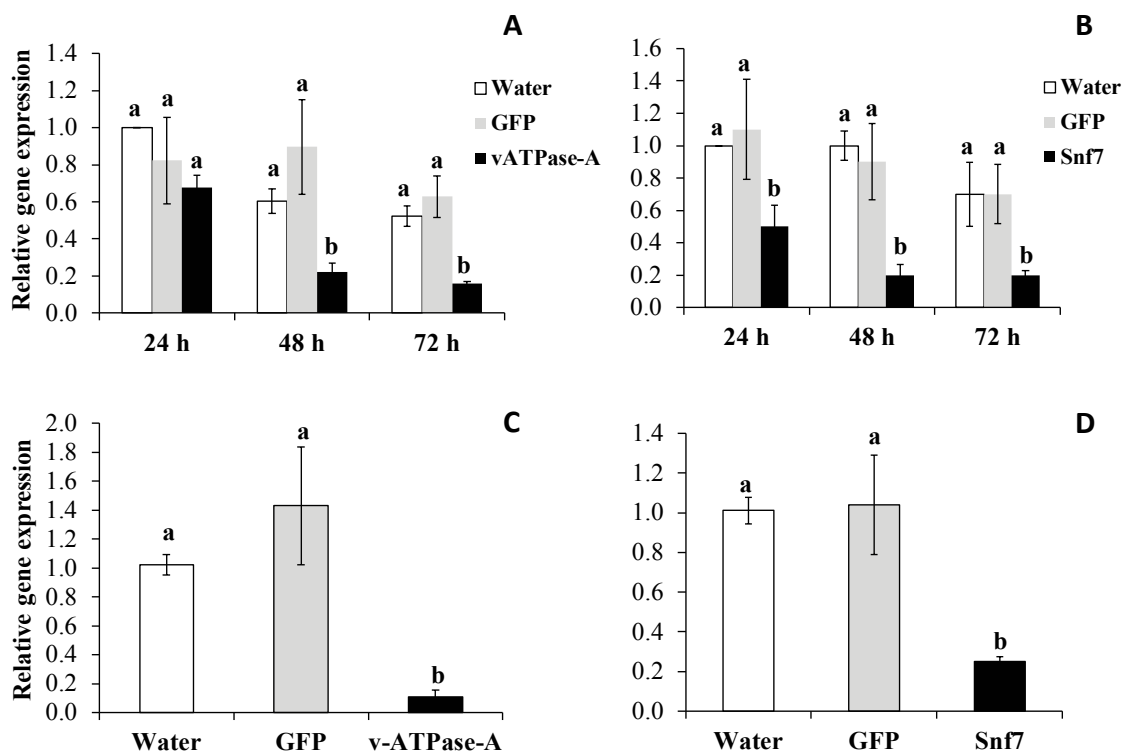 A
Relative gene expression
1.4
1.2
1.0
0.8
0.6
0.4
0.2
0.0
a a a
a a b
a a b
24 h 48 h 72 h
Water
GFP
vATPase-A
B
1.6
1.4
1.2
1.0
0.8
0.6
0.4
0.2
0.0
a a b
a a b
a a b
24 h 48 h 72 h
Water
GFP
Snf7
C
Relative gene expression
2.0
1.8
1.6
1.4
1.2
1.0
0.8
0.6
0.4
0.2
0.0
a a b
Water GFP v-ATPase-A
D
1.4
1.2
1.0
0.8
0.6
0.4
0.2
0.0
a a b
Water GFP Snf7